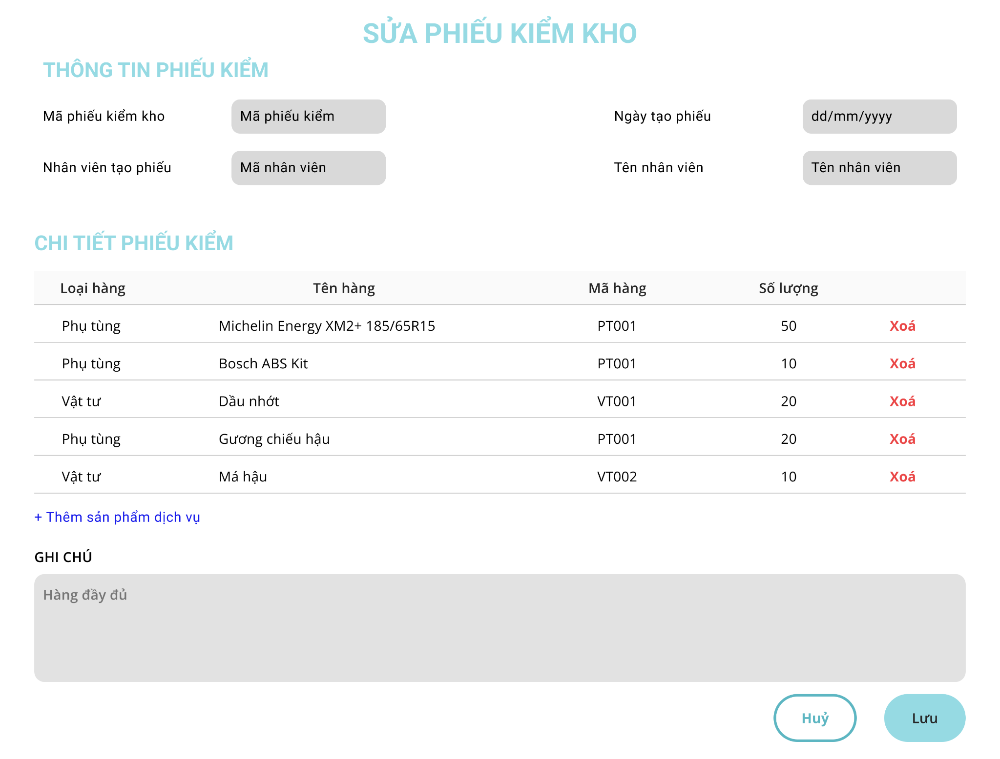 SỬA PHIẾU KIỂM KHO
THÔNG TIN PHIẾU KIỂM
Mã phiếu kiểm kho Mã phiếu kiểm Ngày tạo phiếu dd/mm/yyyy
Nhân viên tạo phiếu Mã nhân viên Tên nhân viên Tên nhân viên
CHI TIẾT PHIẾU KIỂM
Loại hàng Tên hàng Mã hàng Số lượng
Phụ tùng Michelin Energy XM2+ 185/65R15 PT001 50 Xoá
Phụ tùng Bosch ABS Kit PT001 10 Xoá
Vật tư Dầu nhớt VT001 20 Xoá
Phụ tùng Gương chiếu hậu PT001 20 Xoá
Vật tư Má hậu VT002 10 Xoá
+ Thêm sản phẩm dịch vụ
GHI CHÚ
Hàng đầy đủ
Huỷ Lưu